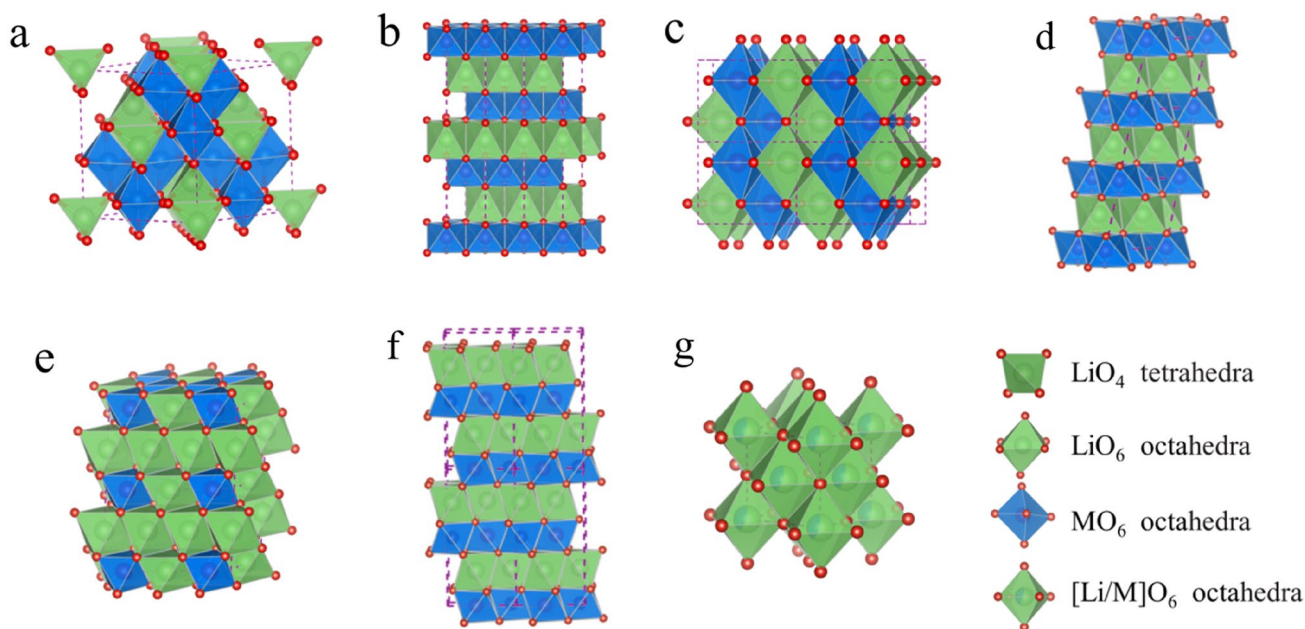 a
b
c
d
e
f
g
LiO4 tetrahedra
LiO6 octahedra
MO6 octahedra
[Li/M]O6 octahedra